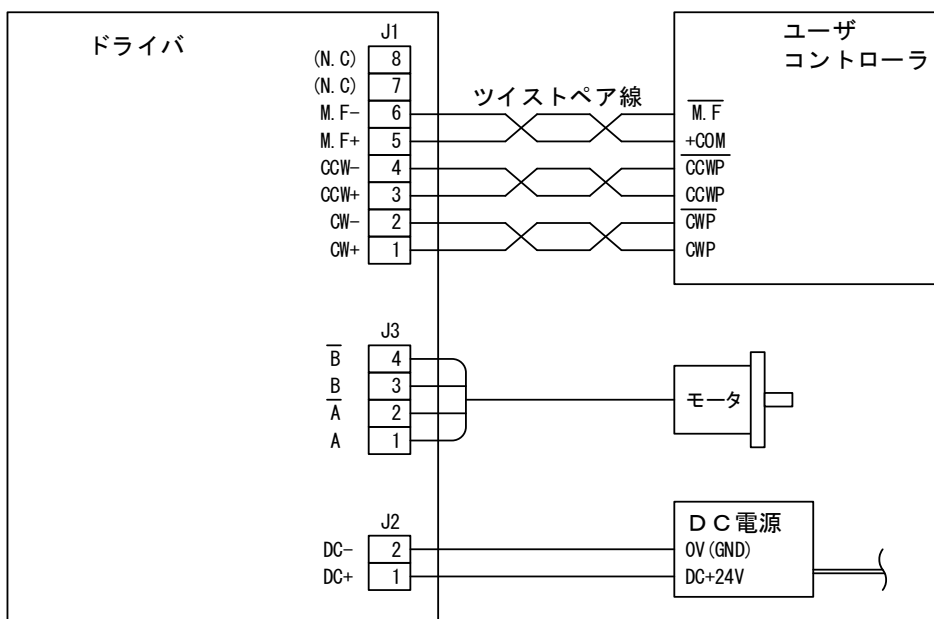 ドライバ
J1
(N.C) 8
(N.C) 7
M.F- 6
M.F+ 5
CCW- 4
CCW+ 3
CW- 2
CW+ 1
ツイストペア線
ユーザ
コントローラ
M.F
+COM
CCWP
CCWP
CWP
CWP
J3
B 4
B 3
A 2
A 1
モータ
J2
DC- 2
DC+ 1
DC電源
0V(GND)
DC+24V